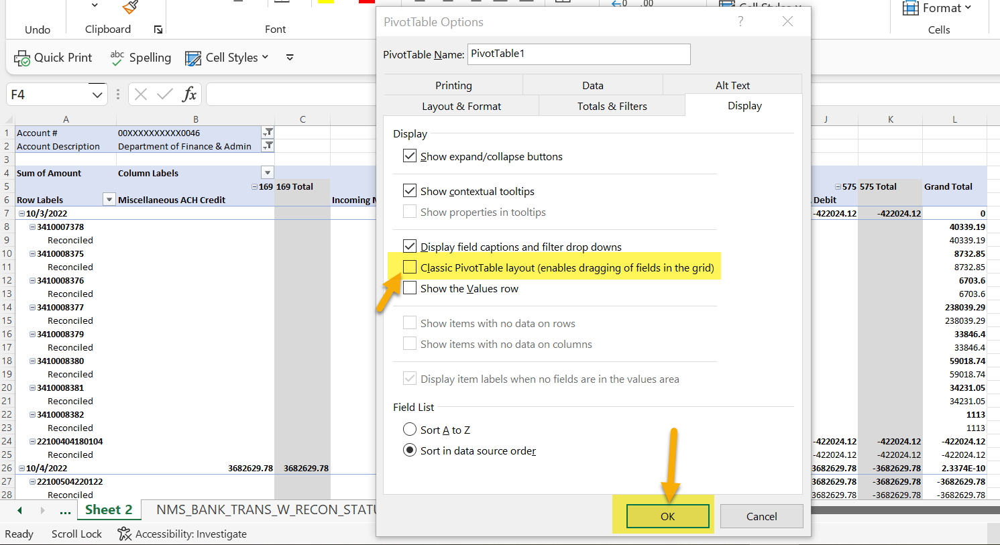 Undo
Clipboard
Font
Cells
Format
Quick Print
abc Spelling
Cell Styles
F4
fx
A B C J K L
1 Account # 00XXXXXXXXXX0046
2 Account Description Department of Finance & Admin
3
4 Sum of Amount Column Labels
5 169 169 Total 575 575 Total Grand Total
6 Row Labels Miscellaneous ACH Credit Incoming Debit
7 10/3/2022 -422024.12 -422024.12 0
8 3410007378 40339.19
9 Reconciled 40339.19
10 3410008375 8732.85
11 Reconciled 8732.85
12 3410008376 6703.6
13 Reconciled 6703.6
14 3410008377 238039.29
15 Reconciled 238039.29
16 3410008379 33846.4
17 Reconciled 33846.4
18 3410008380 59018.74
19 Reconciled 59018.74
20 3410008381 34231.05
21 Reconciled 34231.05
22 3410008382 1113
23 Reconciled 1113
24 22100404180104 -422024.12 -422024.12 -422024.12
25 Reconciled -422024.12 -422024.12 -422024.12
26 10/4/2022 3682629.78 3682629.78 3682629.78 -3682629.78 2.3374E-10
27 22100504220122 3682629.78 -3682629.78 -3682629.78
28 Reconciled 3682629.78 -3682629.78 -3682629.78
... Sheet 2 NMS_BANK_TRANS_W_RECON_STATU
Ready Scroll Lock Accessibility: Investigate
PivotTable Options ?
PivotTable Name: PivotTable1
Printing Data Alt Text
Layout & Format Totals & Filters Display
Display
Show expand/collapse buttons
Show contextual tooltips
Show properties in tooltips
Display field captions and filter drop downs
Classic PivotTable layout (enables dragging of fields in the grid)
Show the Values row
Show items with no data on rows
Show items with no data on columns
Display item labels when no fields are in the values area
Field List
Sort A to Z
Sort in data source order
OK Cancel